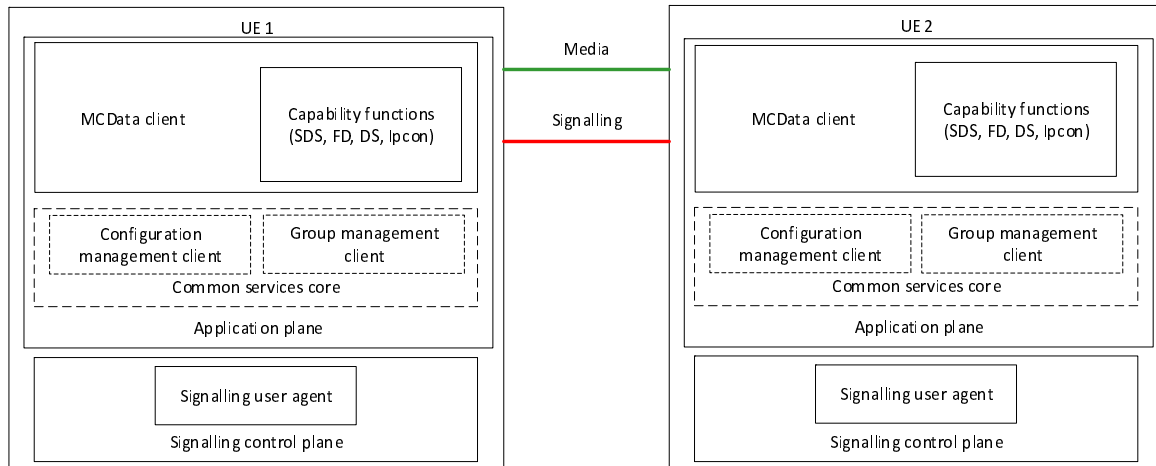 UE 1
MCData client
Capability functions
(SDS, FD, DS, Ipcon)
Configuration
management client
Group management
client
Common services core
Application plane
Signalling user agent
Signalling control plane
Media
Signalling
UE 2
MCData client
Capability functions
(SDS, FD, DS, Ipcon)
Configuration
management client
Group management
client
Common services core
Application plane
Signalling user agent
Signalling control plane